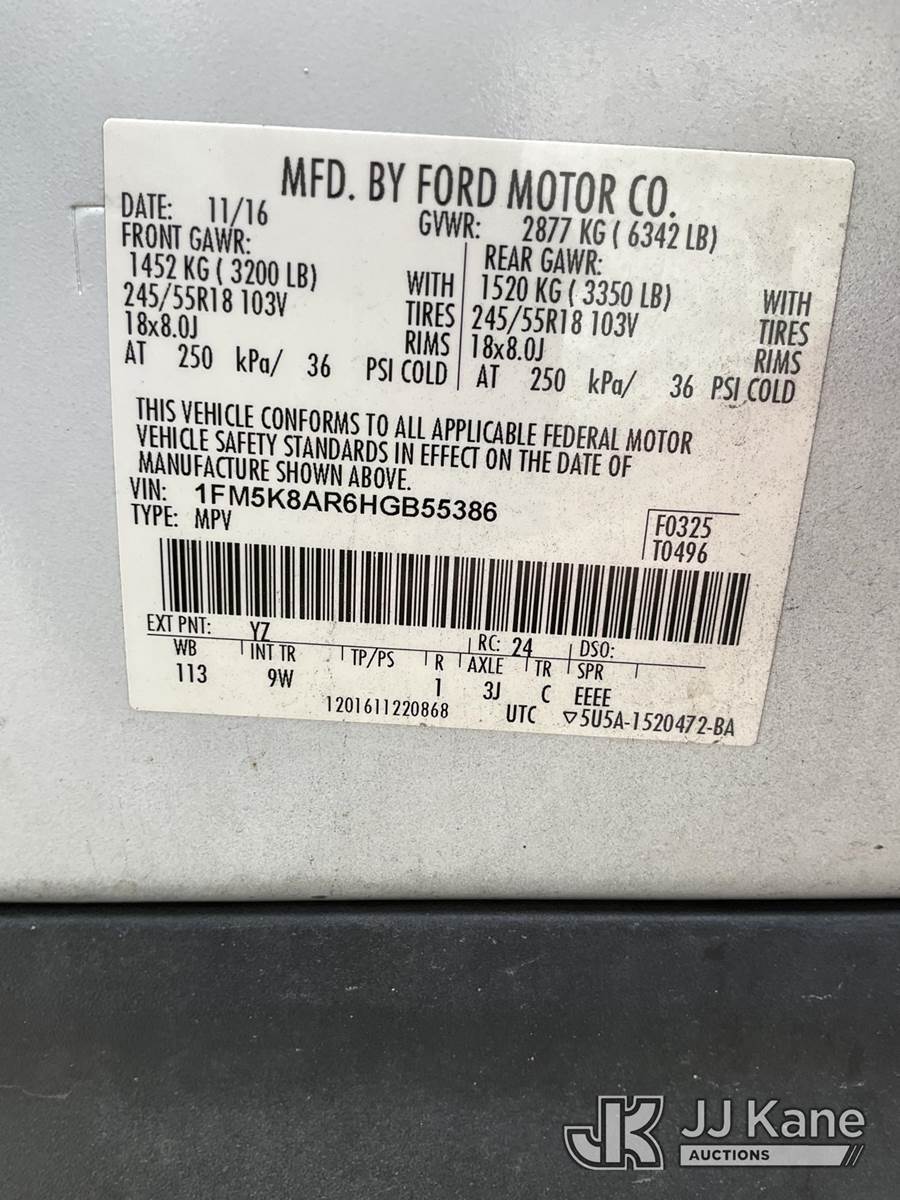 MFD. BY FORD MOTOR CO.
DATE: 11/16 GVWR: 2877 KG ( 6342 LB)
FRONT GAWR: REAR GAWR:
1452 KG ( 3200 LB) WITH 1520 KG ( 3350 LB) WITH
245/55R18 103V TIRES 245/55R18 103V TIRES
18x8.0J RIMS 18x8.0J RIMS
AT 250 kPa/ 36 PSI COLD AT 250 kPa/ 36 PSI COLD
THIS VEHICLE CONFORMS TO ALL APPLICABLE FEDERAL MOTOR
VEHICLE SAFETY STANDARDS IN EFFECT ON THE DATE OF
MANUFACTURE SHOWN ABOVE.
VIN: 1FM5K8AR6HGB55386
TYPE: MPV
F0325
T0496
EXT PNT: YZ RC: 24 DSO:
WB INT TR TP/PS R AXLE TR SPR
113 9W 1 3J C EEEE
1201611220868 UTC ▽5U5A-1520472-BA
JK JJ Kane
AUCTIONS